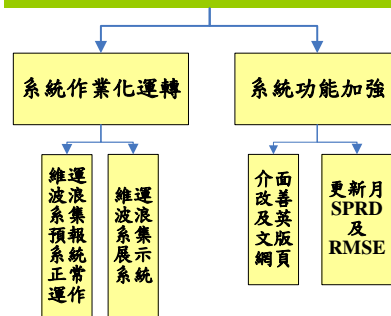 系統作業化運轉
系統功能加強
維運
波浪
系集
預報
系統
正常
運作
維運
波浪
系集
展示
系統
介面
改善
及英
文版
網頁
更新月
SPRD
及
RMSE